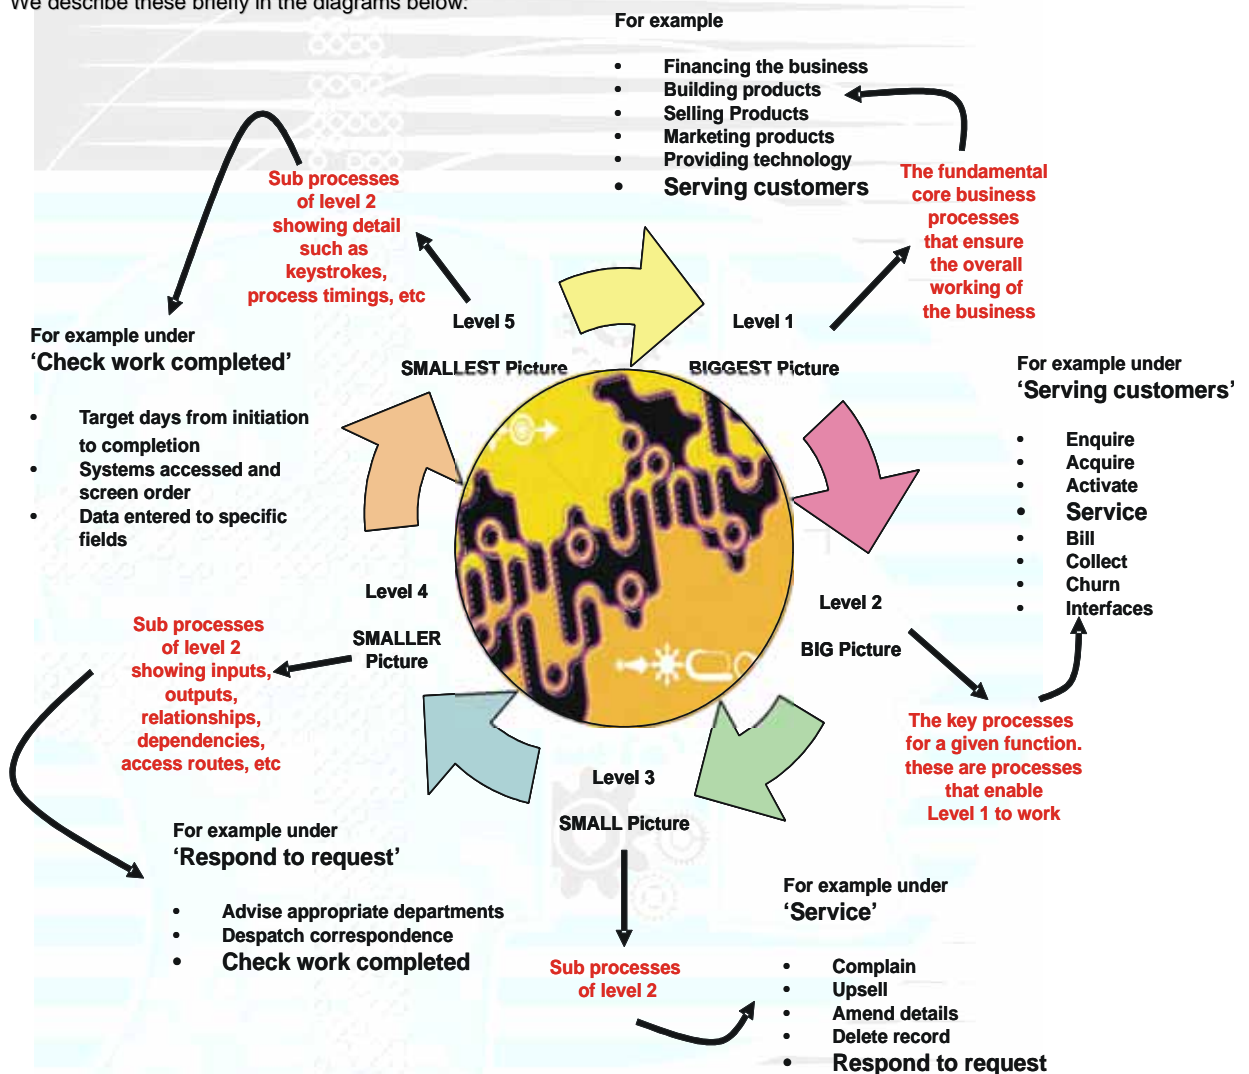 We describe these briefly in the diagrams below:
For example
• Financing the business
• Building products
• Selling Products
• Marketing products
• Providing technology
• Serving customers
The fundamental
core business
processes
that ensure
the overall
working of
the business
Level 1
BIGGEST Picture
For example under
‘Serving customers’
• Enquire
• Acquire
• Activate
• Service
• Bill
• Collect
• Churn
• Interfaces
Level 2
BIG Picture
The key processes
for a given function.
these are processes
that enable
Level 1 to work
Level 3
SMALL Picture
Sub processes
of level 2
For example under
‘Service’
• Complain
• Upsell
• Amend details
• Delete record
• Respond to request
Level 4
SMALLER
Picture
Sub processes
of level 2
showing inputs,
outputs,
relationships,
dependencies,
access routes, etc
For example under
‘Respond to request’
• Advise appropriate departments
• Despatch correspondence
• Check work completed
Level 5
SMALLEST Picture
Sub processes
of level 2
showing detail
such as
keystrokes,
process timings, etc
For example under
‘Check work completed’
• Target days from initiation
to completion
• Systems accessed and
screen order
• Data entered to specific
fields